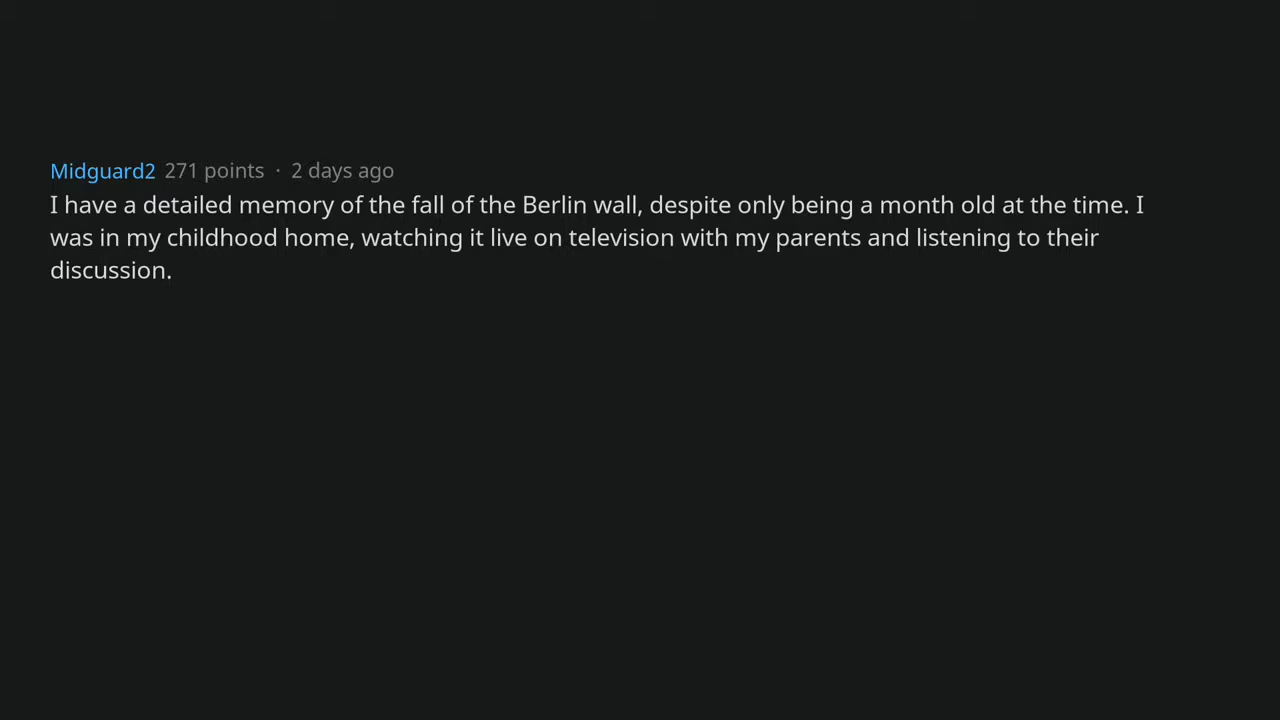 Midguard2 271 points · 2 days ago
I have a detailed memory of the fall of the Berlin wall, despite only being a month old at the time. I
was in my childhood home, watching it live on television with my parents and listening to their
discussion.